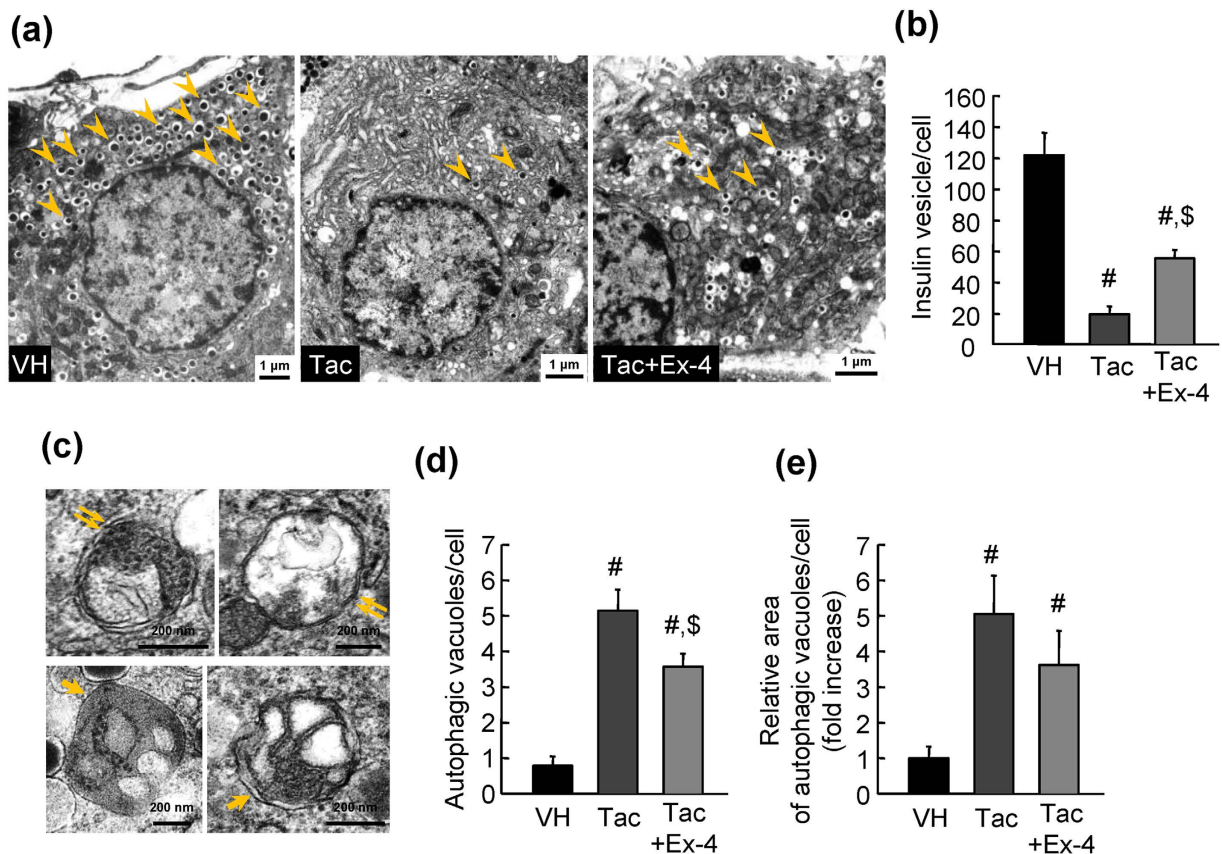 (a)
VH
1 µm
Tac
1 µm
Tac+Ex-4
1 µm
(b)
Insulin vesicle/cell
160
140
120
100
80
60
40
20
0
#
#,$
VH
Tac
Tac
+Ex-4
(c)
200 nm
200 nm
200 nm
200 nm
(d)
Autophagic vacuoles/cell
7
6
5
4
3
2
1
0
#
#,$
VH
Tac
Tac
+Ex-4
(e)
Relative area
of autophagic vacuoles/cell
(fold increase)
7
6
5
4
3
2
1
0
#
#
VH
Tac
Tac
+Ex-4